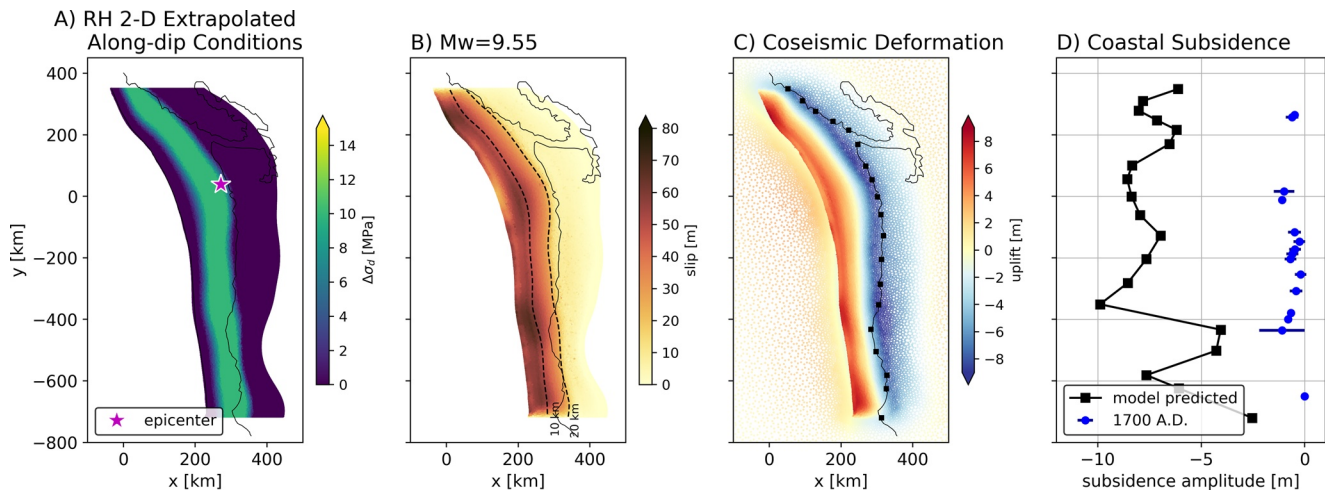 A) RH 2-D Extrapolated
Along-dip Conditions
B) Mw=9.55
C) Coseismic Deformation
D) Coastal Subsidence
400
200
0
−200
−400
−600
−800
y [km]
0
200
400
x [km]
epicenter
14
12
10
8
6
4
2
0
Δσd [MPa]
0
200
400
x [km]
10 km
20 km
80
70
60
50
40
30
20
10
0
slip [m]
0
200
400
x [km]
8
6
4
2
0
−2
−4
−6
−8
uplift [m]
model predicted
1700 A.D.
−10
−5
0
subsidence amplitude [m]